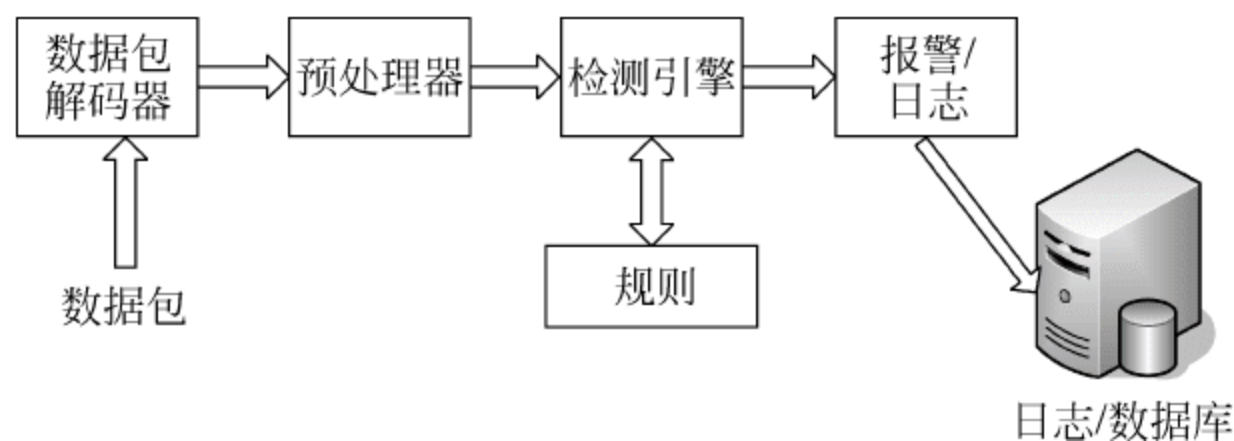 数据包
解码器
预处理器
检测引擎
报警/
日志
数据包
规则
日志/数据库